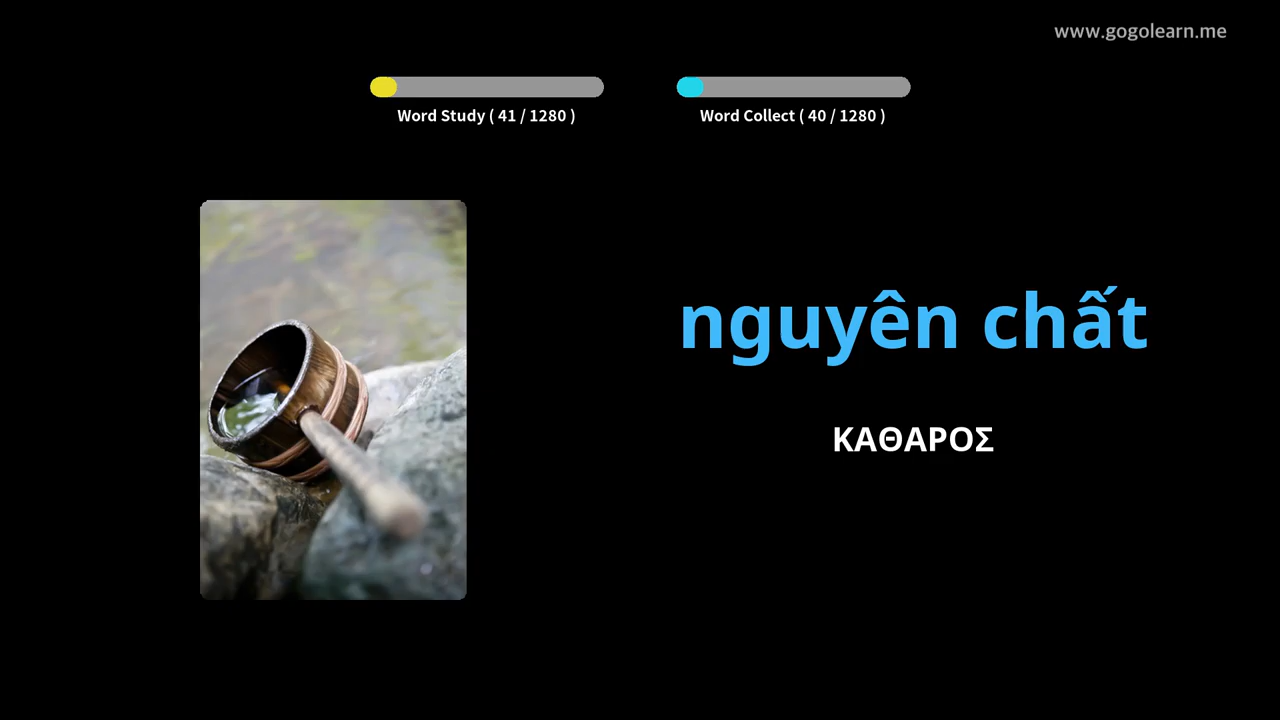 www.gogolearn.me
Word Study ( 41 / 1280 )
Word Collect ( 40 / 1280 )
nguyên chất
ΚΑΘΑΡΟΣ